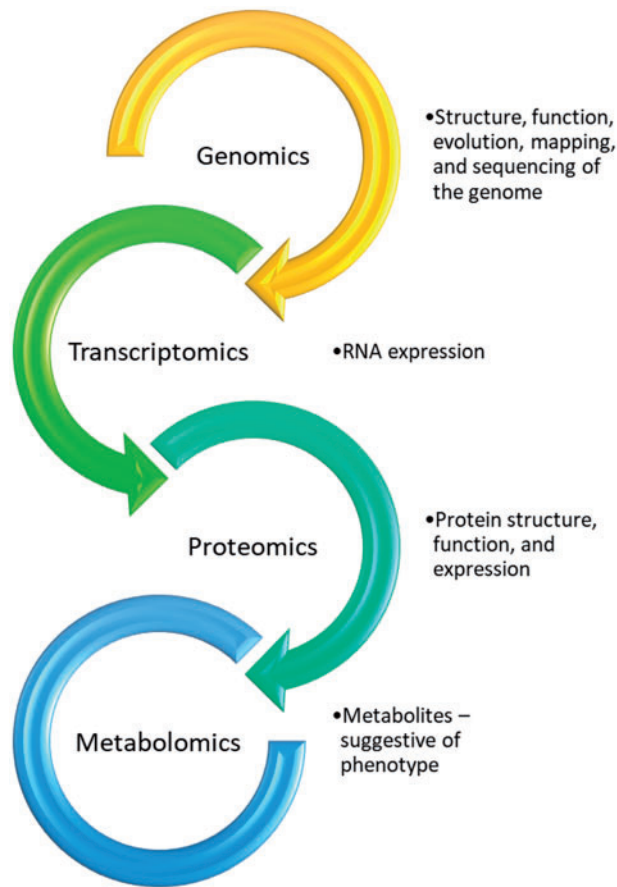 Genomics
•Structure, function,
evolution, mapping,
and sequencing of
the genome
Transcriptomics
•RNA expression
Proteomics
•Protein structure,
function, and
expression
Metabolomics
•Metabolites –
suggestive of
phenotype